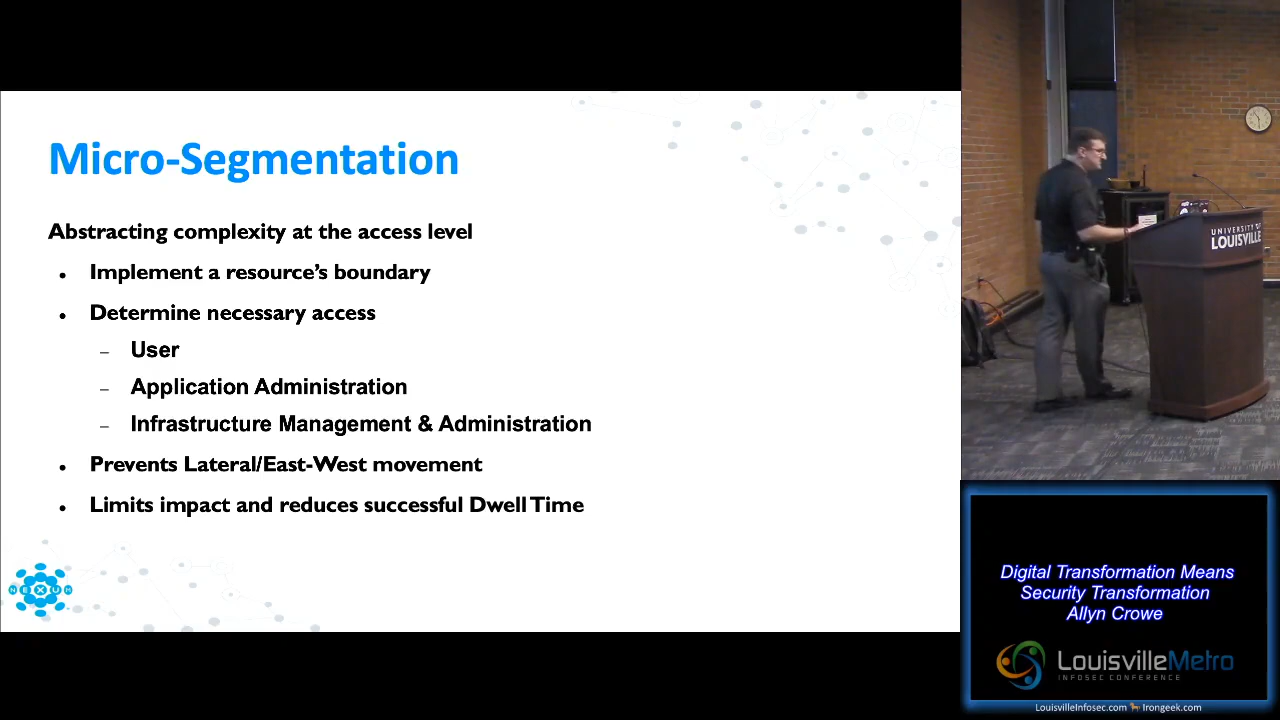 Micro-Segmentation
Abstracting complexity at the access level
• Implement a resource's boundary
• Determine necessary access
– User
– Application Administration
– Infrastructure Management & Administration
• Prevents Lateral/East-West movement
• Limits impact and reduces successful Dwell Time
NEXUM
UNIVERSITY OF
LOUISVILLE
Digital Transformation Means
Security Transformation
Allyn Crowe
LouisvilleMetro
INFOSEC CONFERENCE
LouisvilleInfosec.com Irongeek.com